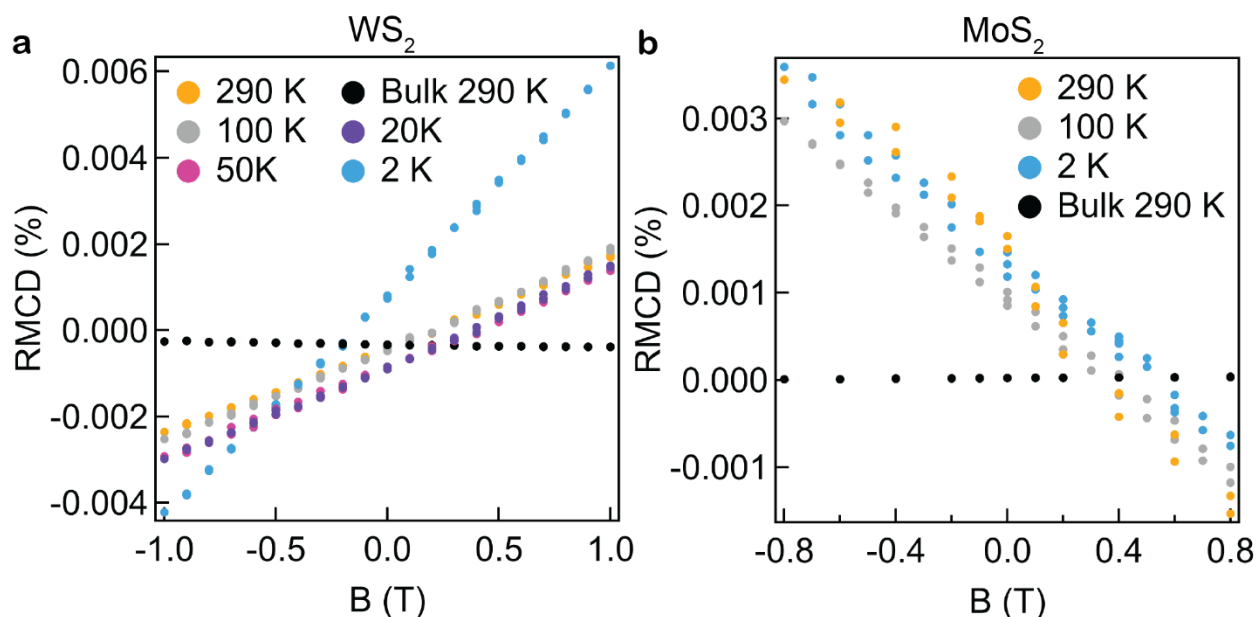 a
WS2
290 K
Bulk 290 K
100 K
20K
50K
2 K
RMCD (%)
0.006
0.004
0.002
0.000
-0.002
-0.004
-1.0 -0.5 0.0 0.5 1.0
B (T)
b
MoS2
290 K
100 K
2 K
Bulk 290 K
RMCD (%)
0.003
0.002
0.001
0.000
-0.001
-0.8 -0.4 0.0 0.4 0.8
B (T)